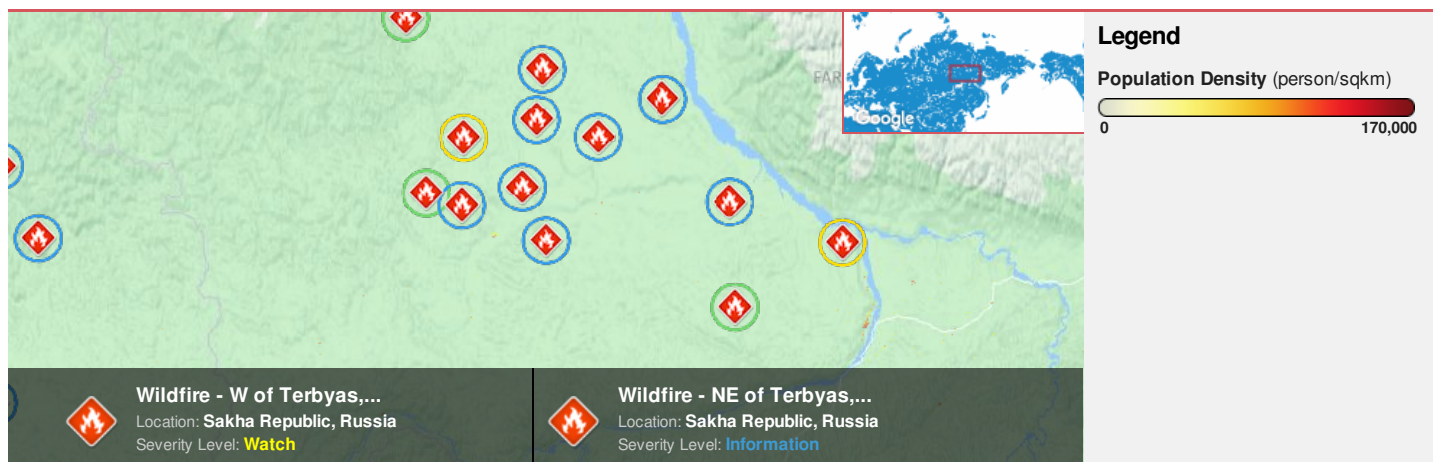 FAR
Google
Legend
Population Density (person/sqkm)
0 170,000
Wildfire - W of Terbyas,...
Location: Sakha Republic, Russia
Severity Level: Watch
Wildfire - NE of Terbyas,...
Location: Sakha Republic, Russia
Severity Level: Information